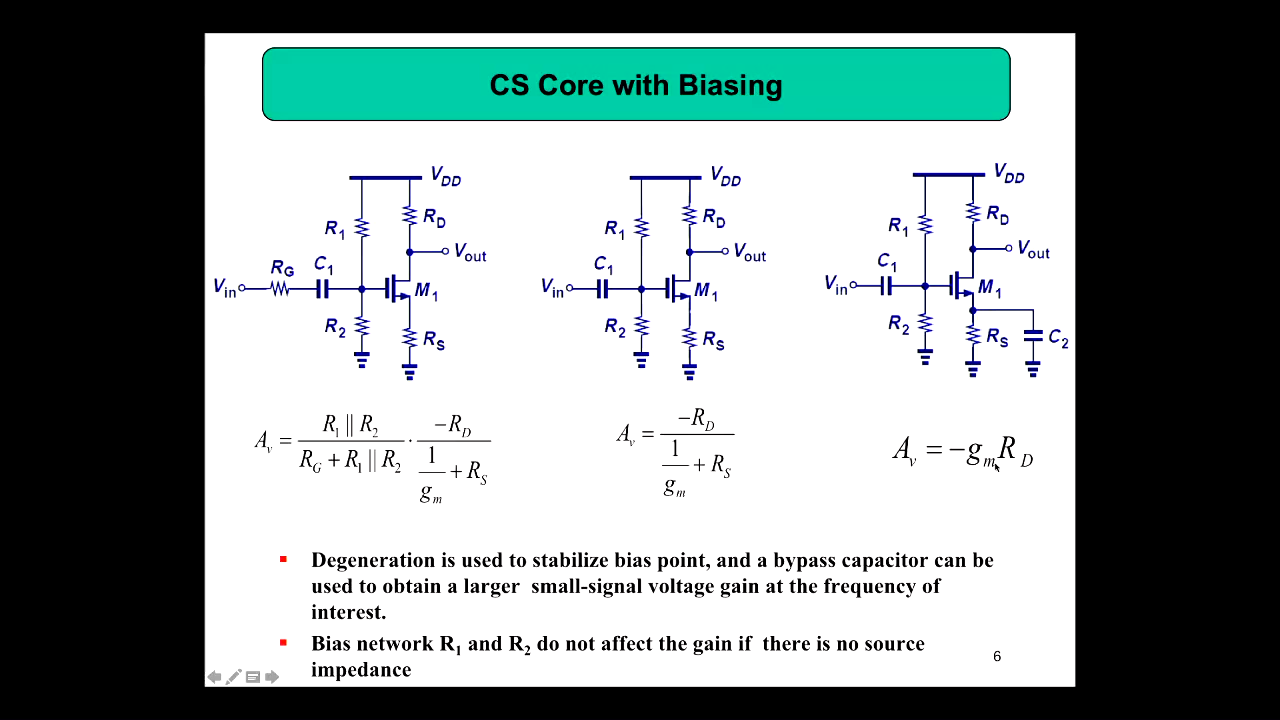 CS Core with Biasing
V_DD
R_1
R_D
V_out
V_in
R_G
C_1
M_1
R_2
R_S
V_DD
R_1
R_D
V_out
V_in
C_1
M_1
R_2
R_S
V_DD
R_1
R_D
V_out
V_in
C_1
M_1
R_2
R_S
C_2
A_v = (R_1 || R_2)/(R_G + R_1 || R_2) · (−R_D)/(1/g_m + R_S)
A_v = (−R_D)/(1/g_m + R_S)
A_v = −g_m R_D
Degeneration is used to stabilize bias point, and a bypass capacitor can be
used to obtain a larger small-signal voltage gain at the frequency of
interest.
Bias network R_1 and R_2 do not affect the gain if there is no source
impedance
6